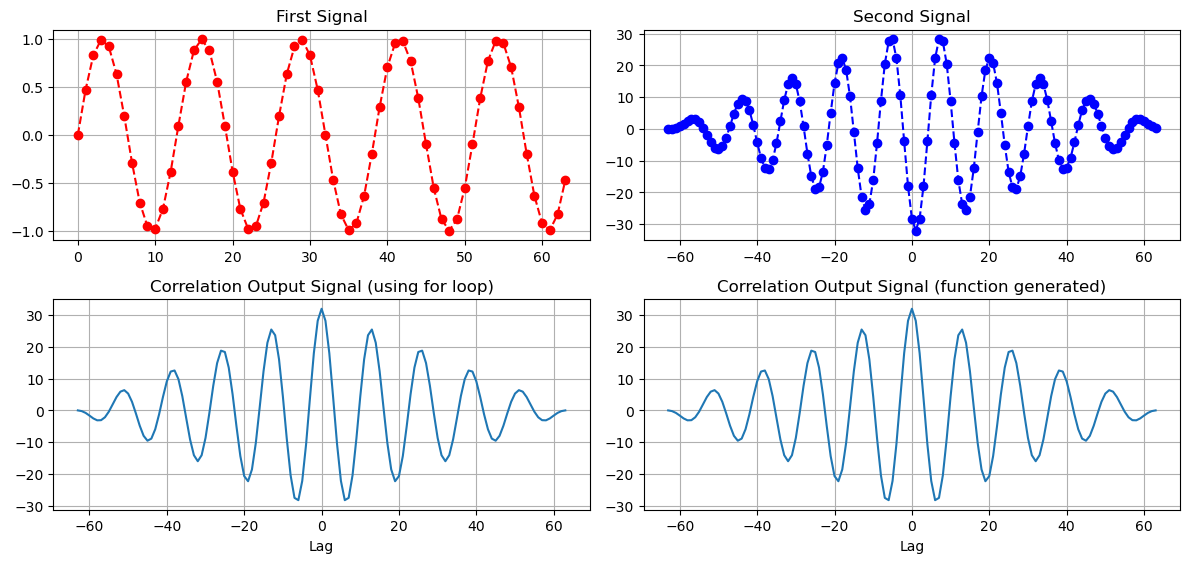 First Signal
1.0
0.5
0.0
−0.5
−1.0
0 10 20 30 40 50 60
Second Signal
30
20
10
0
−10
−20
−30
−60 −40 −20 0 20 40 60
Correlation Output Signal (using for loop)
30
20
10
0
−10
−20
−30
−60 −40 −20 0 20 40 60
Lag
Correlation Output Signal (function generated)
30
20
10
0
−10
−20
−30
−60 −40 −20 0 20 40 60
Lag